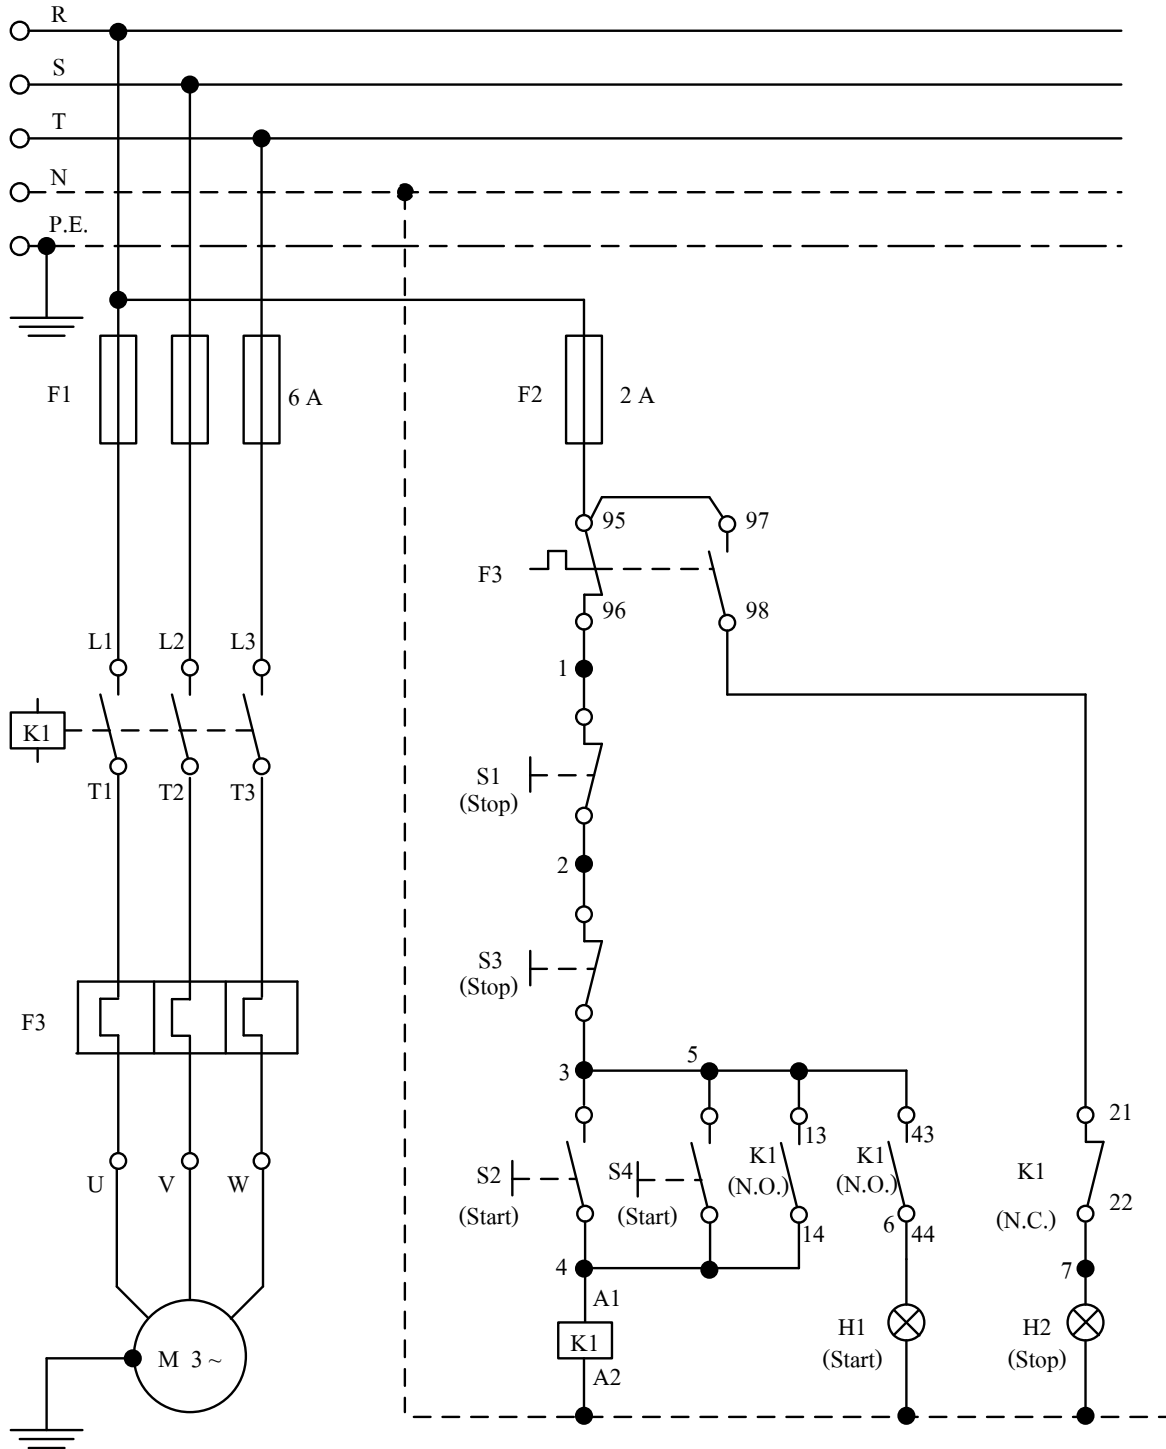 R
S
T
N
P.E.
F1
6 A
F2
2 A
95
97
F3
96
98
L1
L2
L3
1
K1
S1
(Stop)
T1
T2
T3
2
S3
(Stop)
F3
5
3
21
13
43
K1
(N.O.)
K1
(N.O.)
S2
(Start)
S4
(Start)
K1
(N.C.)
U
V
W
22
14
6
44
4
7
A1
H1
(Start)
H2
(Stop)
K1
A2
M 3 ~